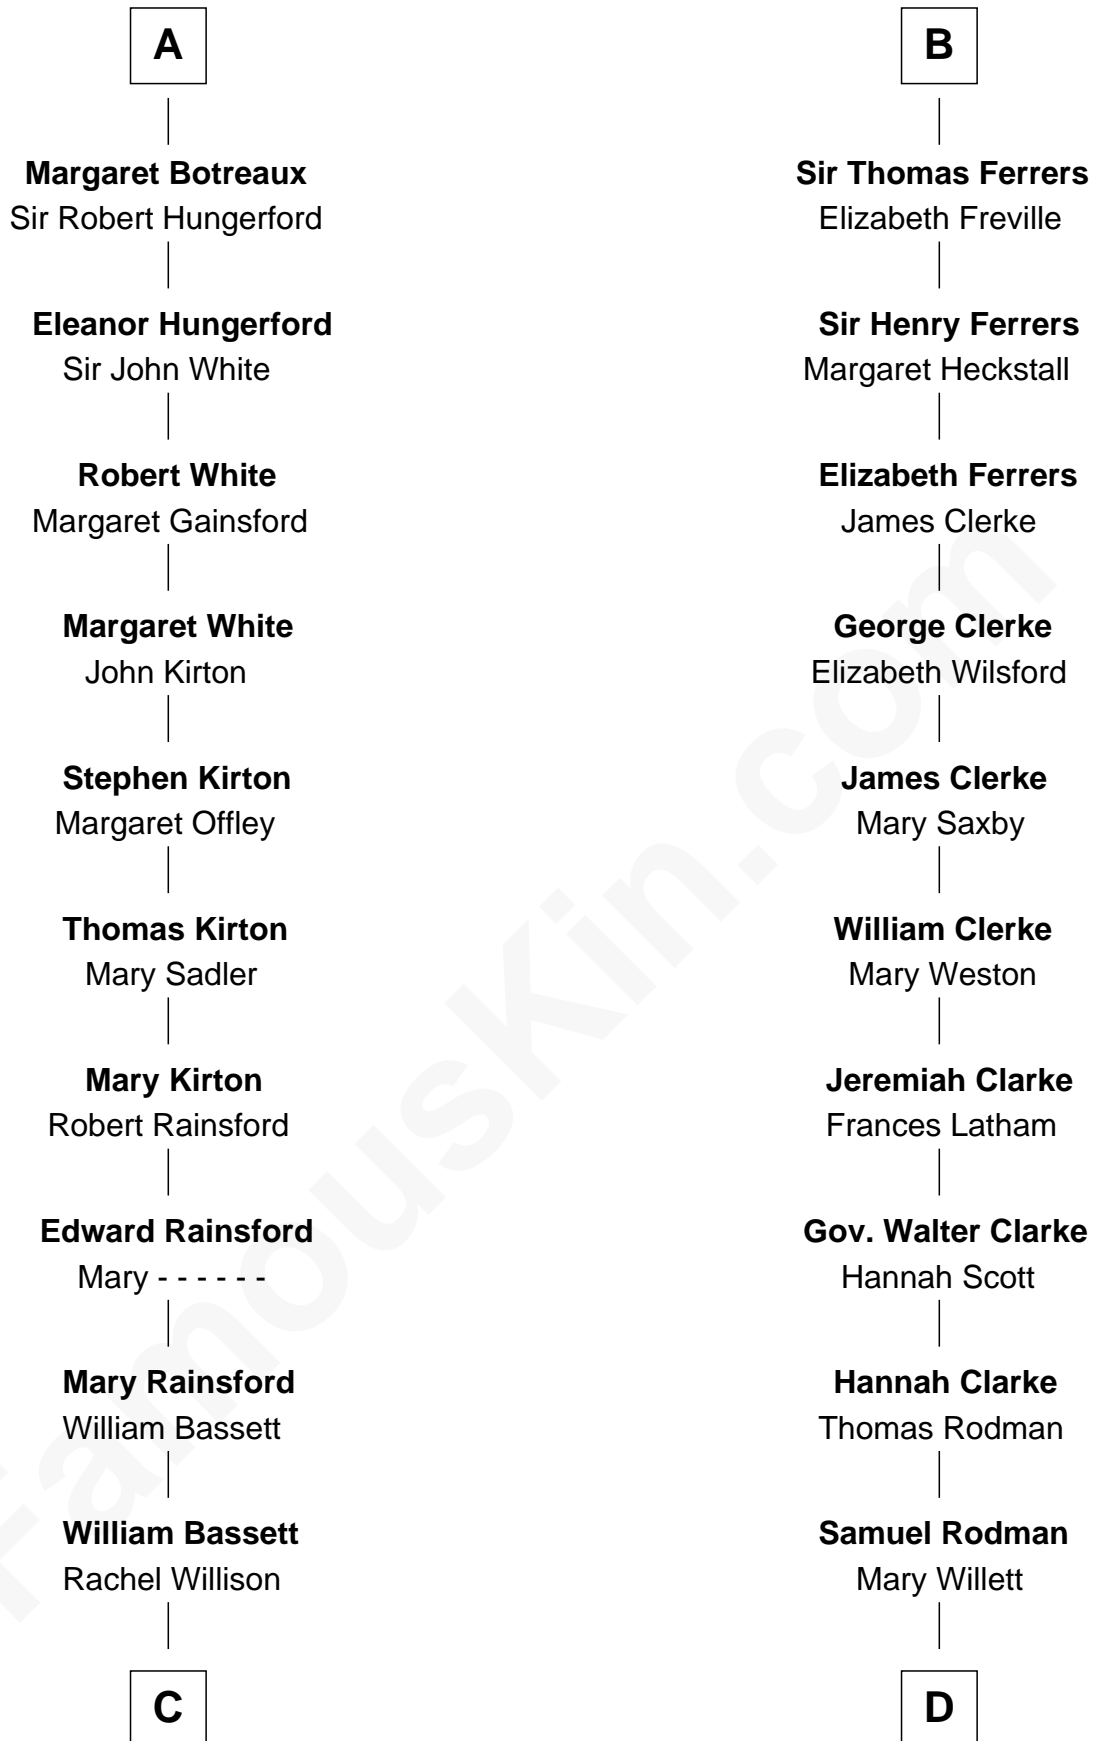 A
Margaret Botreaux
Sir Robert Hungerford
Eleanor Hungerford
Sir John White
Robert White
Margaret Gainsford
Margaret White
John Kirton
Stephen Kirton
Margaret Offley
Thomas Kirton
Mary Sadler
Mary Kirton
Robert Rainsford
Edward Rainsford
Mary - - - - - -
Mary Rainsford
William Bassett
William Bassett
Rachel Willison
C
B
Sir Thomas Ferrers
Elizabeth Freville
Sir Henry Ferrers
Margaret Heckstall
Elizabeth Ferrers
James Clerke
George Clerke
Elizabeth Wilsford
James Clerke
Mary Saxby
William Clerke
Mary Weston
Jeremiah Clarke
Frances Latham
Gov. Walter Clarke
Hannah Scott
Hannah Clarke
Thomas Rodman
Samuel Rodman
Mary Willett
D
FamousKin.com